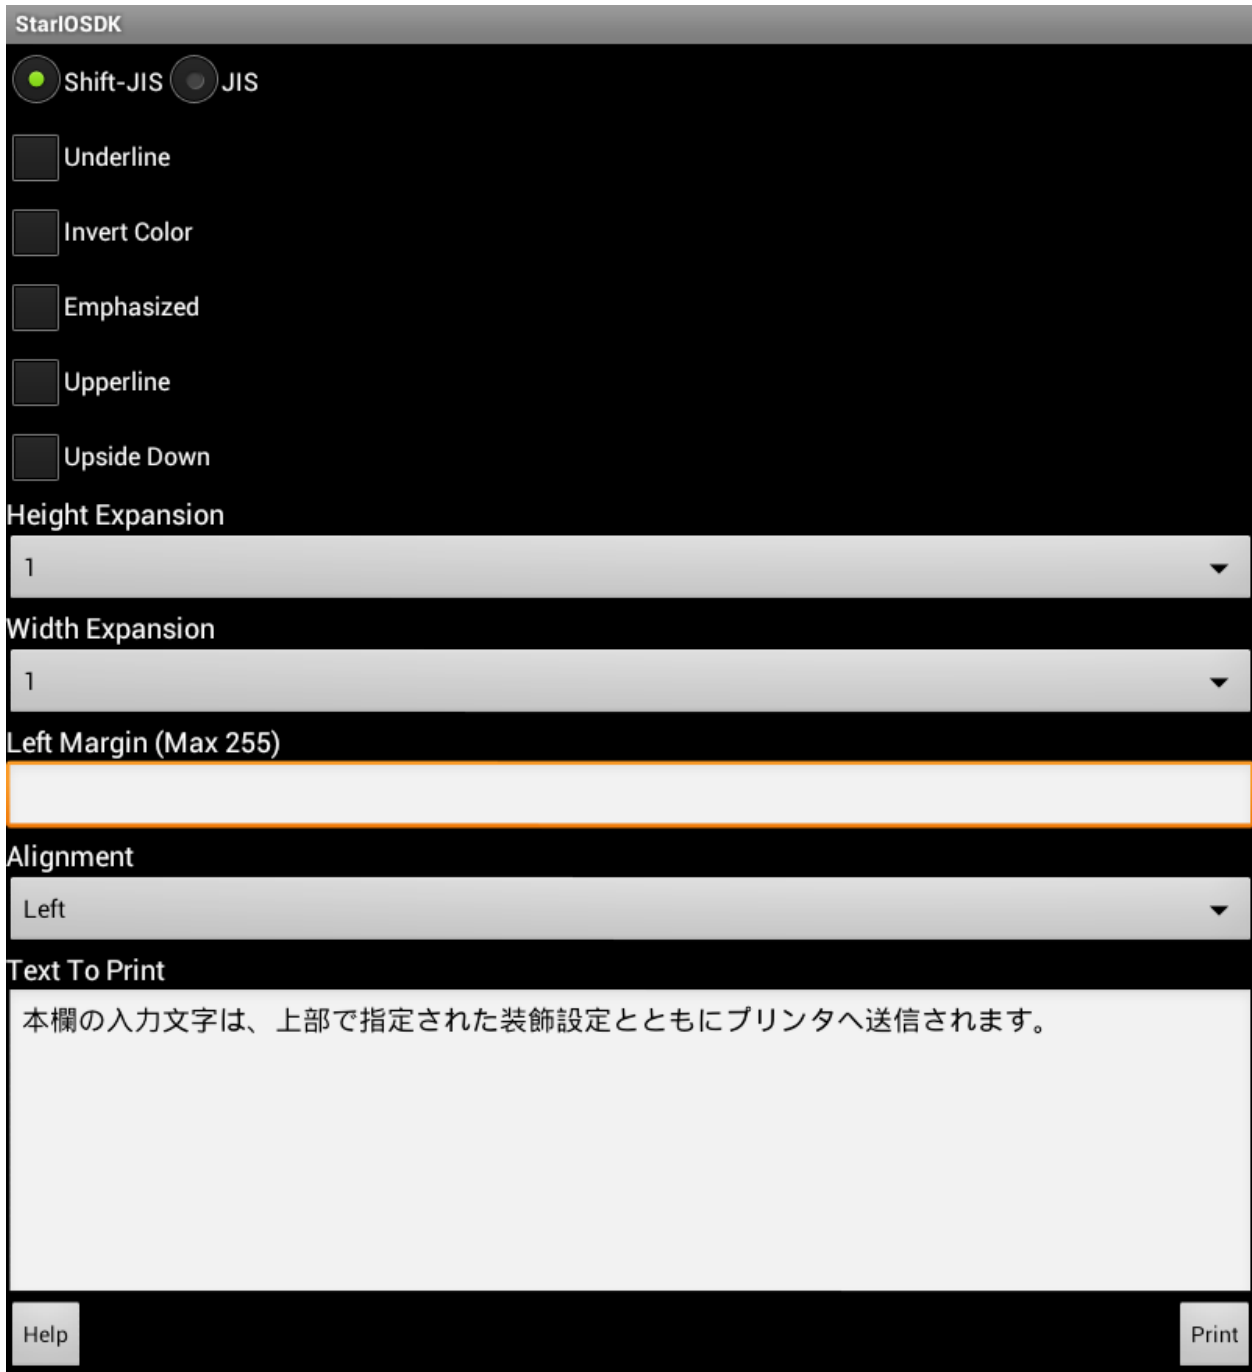 StarIOSDK
Shift-JIS JIS
Underline
Invert Color
Emphasized
Upperline
Upside Down
Height Expansion
1
Width Expansion
1
Left Margin (Max 255)
Alignment
Left
Text To Print
本欄の入力文字は、上部で指定された装飾設定とともにプリンタへ送信されます。
Help Print